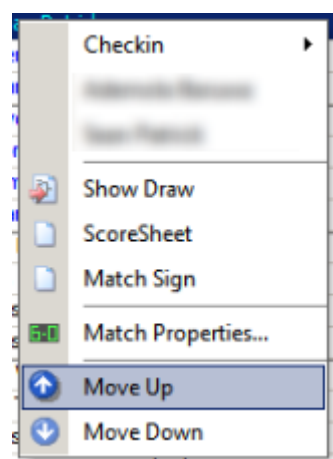 Checkin
Show Draw
ScoreSheet
Match Sign
6-0
Match Properties...
Move Up
Move Down